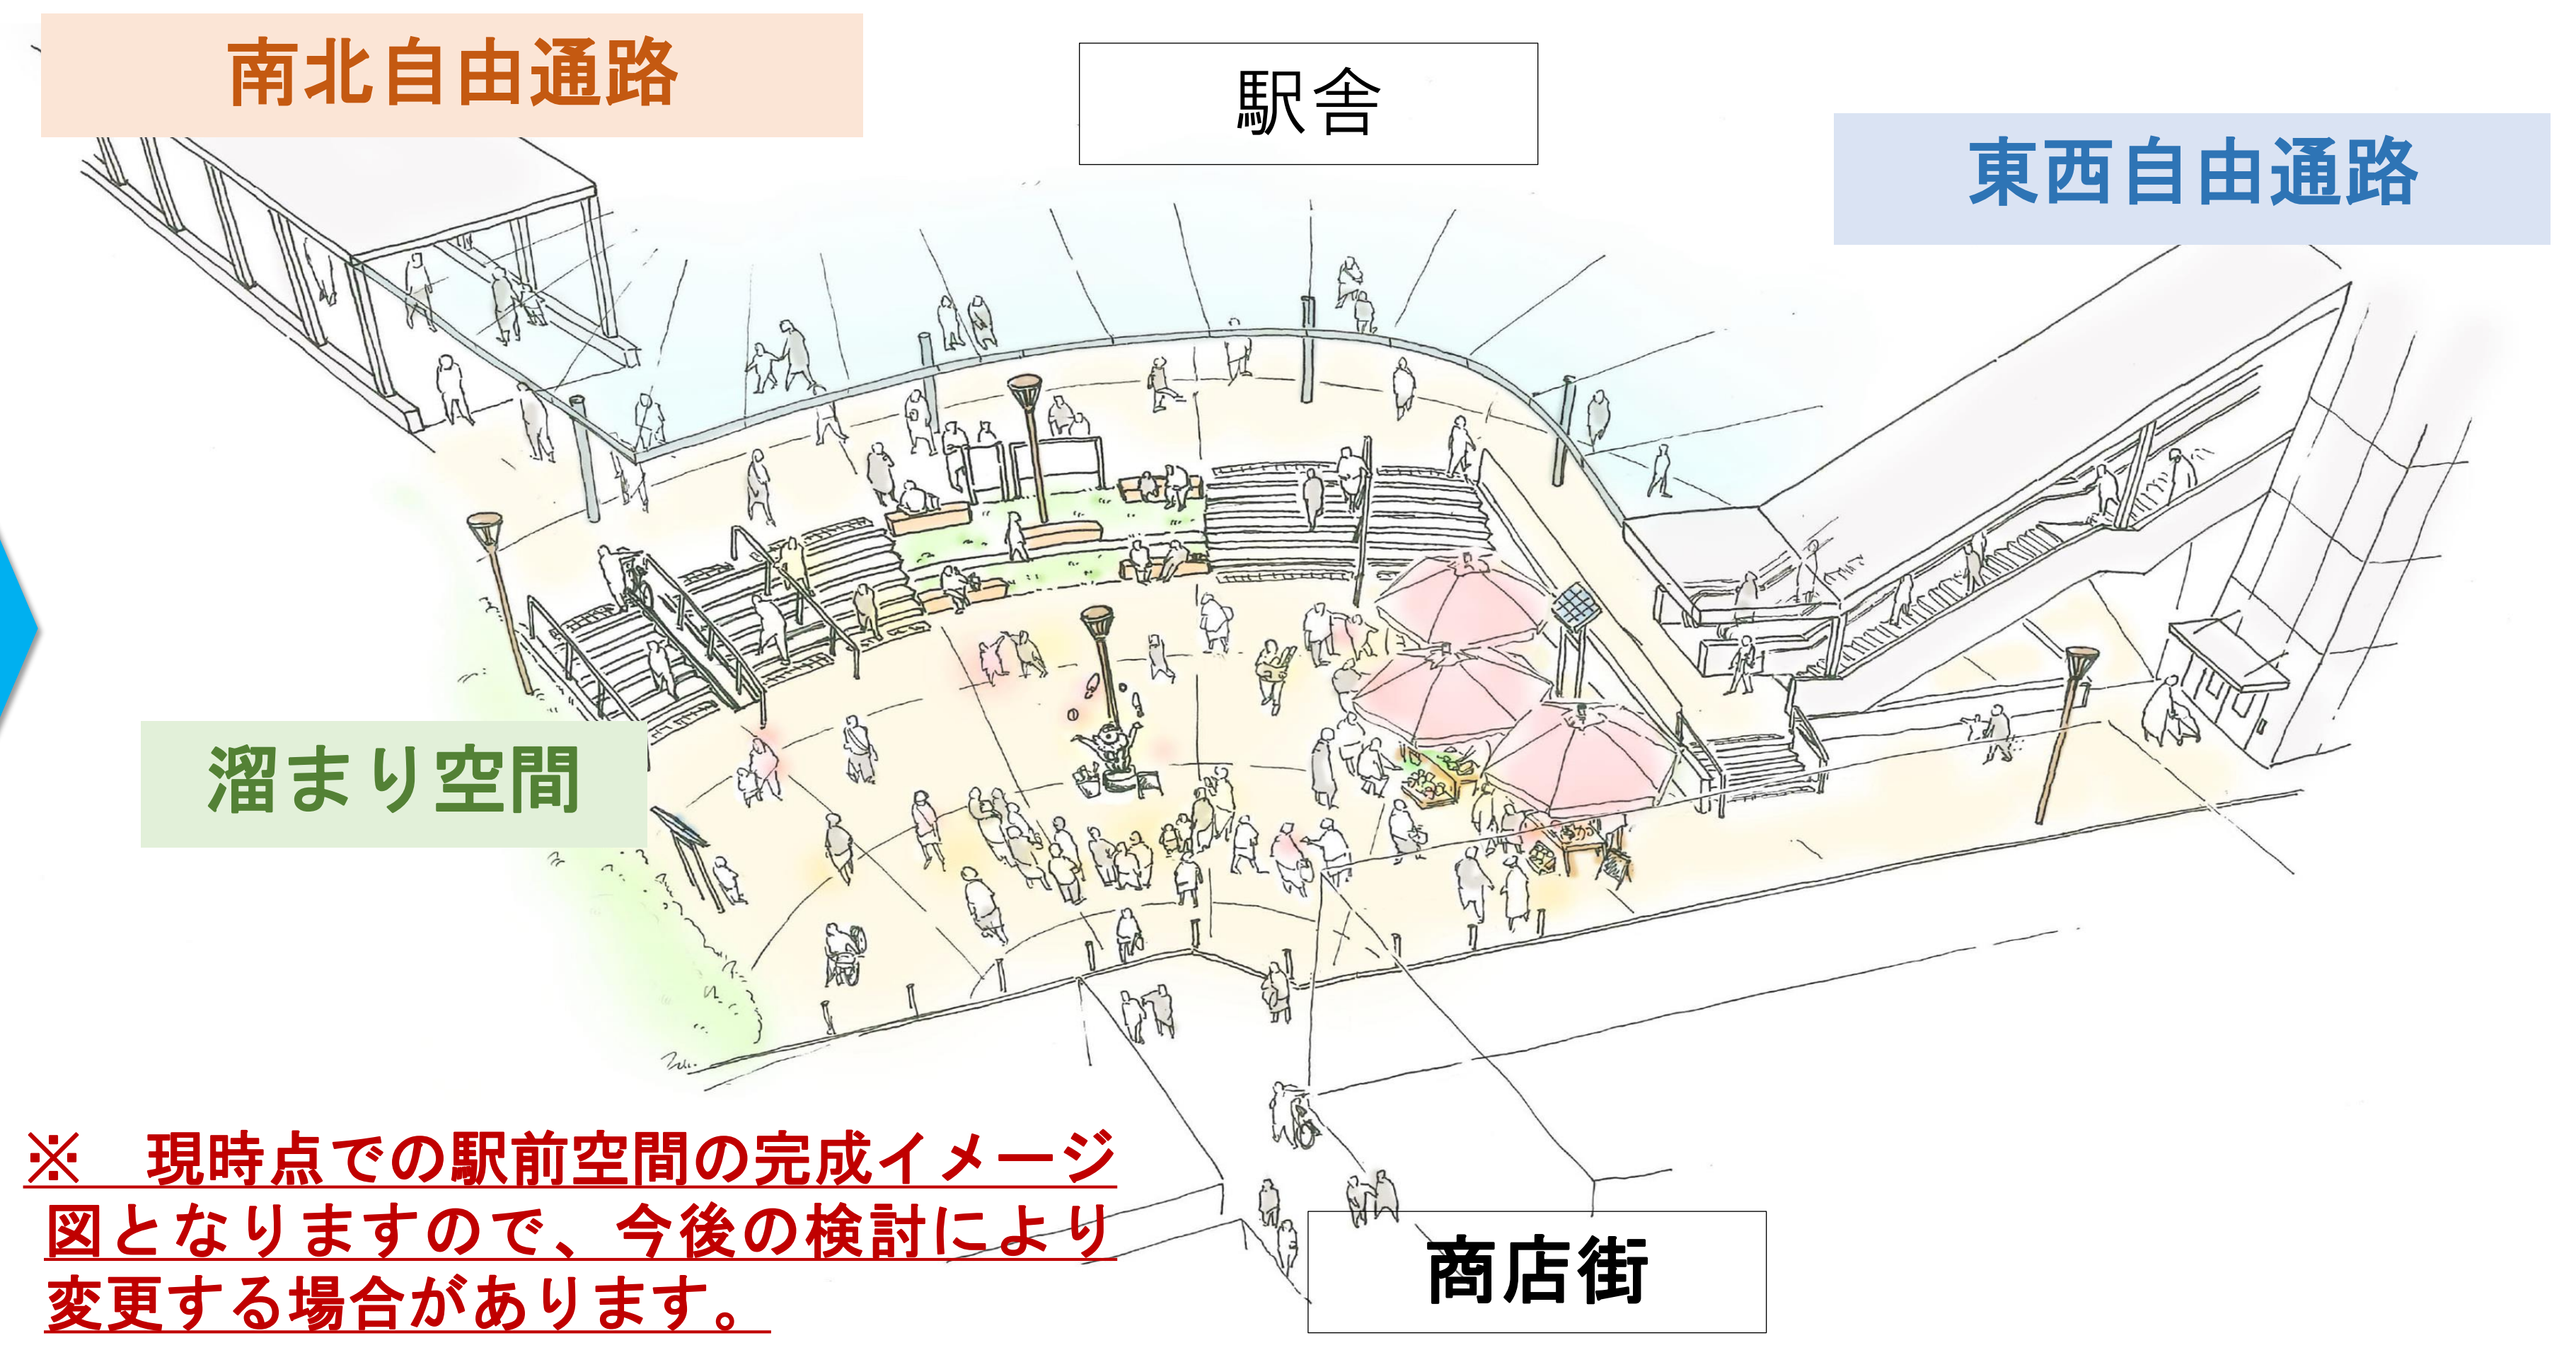 南北自由通路
駅舎
東西自由通路
溜まり空間
※　現時点での駅前空間の完成イメージ
図となりますので、今後の検討により
変更する場合があります。
商店街